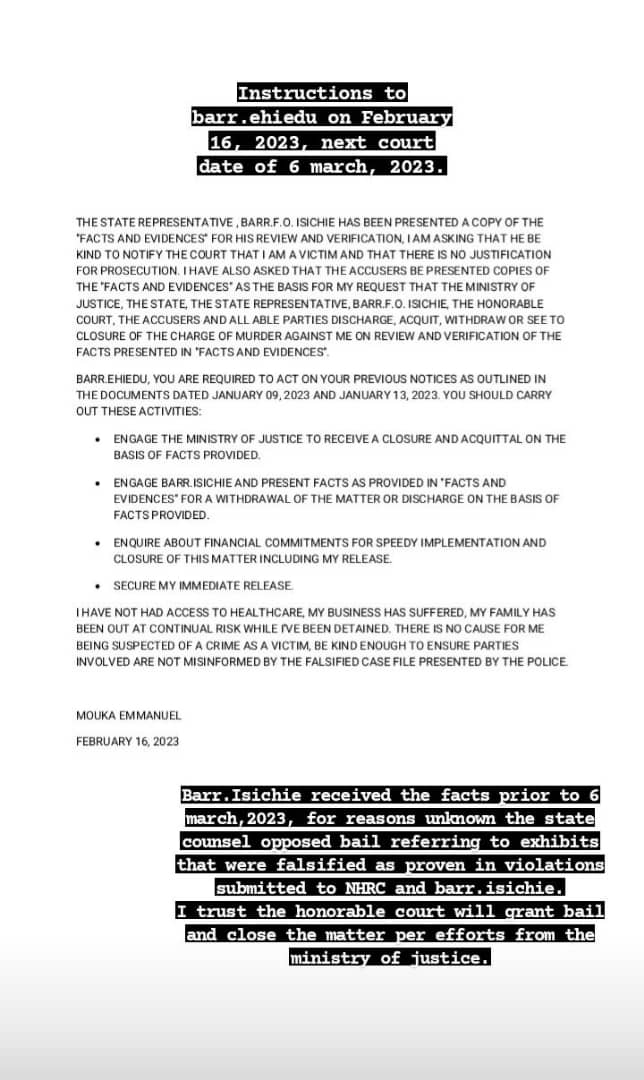 Instructions to
barr.ehiedu on February
16, 2023, next court
date of 6 march, 2023.
THE STATE REPRESENTATIVE , BARR.F.O. ISICHIE HAS BEEN PRESENTED A COPY OF THE
"FACTS AND EVIDENCES" FOR HIS REVIEW AND VERIFICATION, I AM ASKING THAT HE BE
KIND TO NOTIFY THE COURT THAT I AM A VICTIM AND THAT THERE IS NO JUSTIFICATION
FOR PROSECUTION. I HAVE ALSO ASKED THAT THE ACCUSERS BE PRESENTED COPIES OF
THE "FACTS AND EVIDENCES" AS THE BASIS FOR MY REQUEST THAT THE MINISTRY OF
JUSTICE, THE STATE, THE STATE REPRESENTATIVE, BARR.F.O. ISICHIE, THE HONORABLE
COURT, THE ACCUSERS AND ALL ABLE PARTIES DISCHARGE, ACQUIT, WITHDRAW OR SEE TO
CLOSURE OF THE CHARGE OF MURDER AGAINST ME ON REVIEW AND VERIFICATION OF THE
FACTS PRESENTED IN "FACTS AND EVIDENCES".
BARR.EHIEDU, YOU ARE REQUIRED TO ACT ON YOUR PREVIOUS NOTICES AS OUTLINED IN
THE DOCUMENTS DATED JANUARY 09, 2023 AND JANUARY 13, 2023. YOU SHOULD CARRY
OUT THESE ACTIVITIES:
• ENGAGE THE MINISTRY OF JUSTICE TO RECEIVE A CLOSURE AND ACQUITTAL ON THE
BASIS OF FACTS PROVIDED.
• ENGAGE BARR.ISICHIE AND PRESENT FACTS AS PROVIDED IN "FACTS AND
EVIDENCES" FOR A WITHDRAWAL OF THE MATTER OR DISCHARGE ON THE BASIS OF
FACTS PROVIDED.
• ENQUIRE ABOUT FINANCIAL COMMITMENTS FOR SPEEDY IMPLEMENTATION AND
CLOSURE OF THIS MATTER INCLUDING MY RELEASE.
• SECURE MY IMMEDIATE RELEASE.
I HAVE NOT HAD ACCESS TO HEALTHCARE, MY BUSINESS HAS SUFFERED, MY FAMILY HAS
BEEN OUT AT CONTINUAL RISK WHILE I'VE BEEN DETAINED. THERE IS NO CAUSE FOR ME
BEING SUSPECTED OF A CRIME AS A VICTIM, BE KIND ENOUGH TO ENSURE PARTIES
INVOLVED ARE NOT MISINFORMED BY THE FALSIFIED CASE FILE PRESENTED BY THE POLICE.
MOUKA EMMANUEL
FEBRUARY 16, 2023
Barr.Isichie received the facts prior to 6
march,2023, for reasons unknown the state
counsel opposed bail referring to exhibits
that were falsified as proven in violations
submitted to NHRC and barr.isichie.
I trust the honorable court will grant bail
and close the matter per efforts from the
ministry of justice.